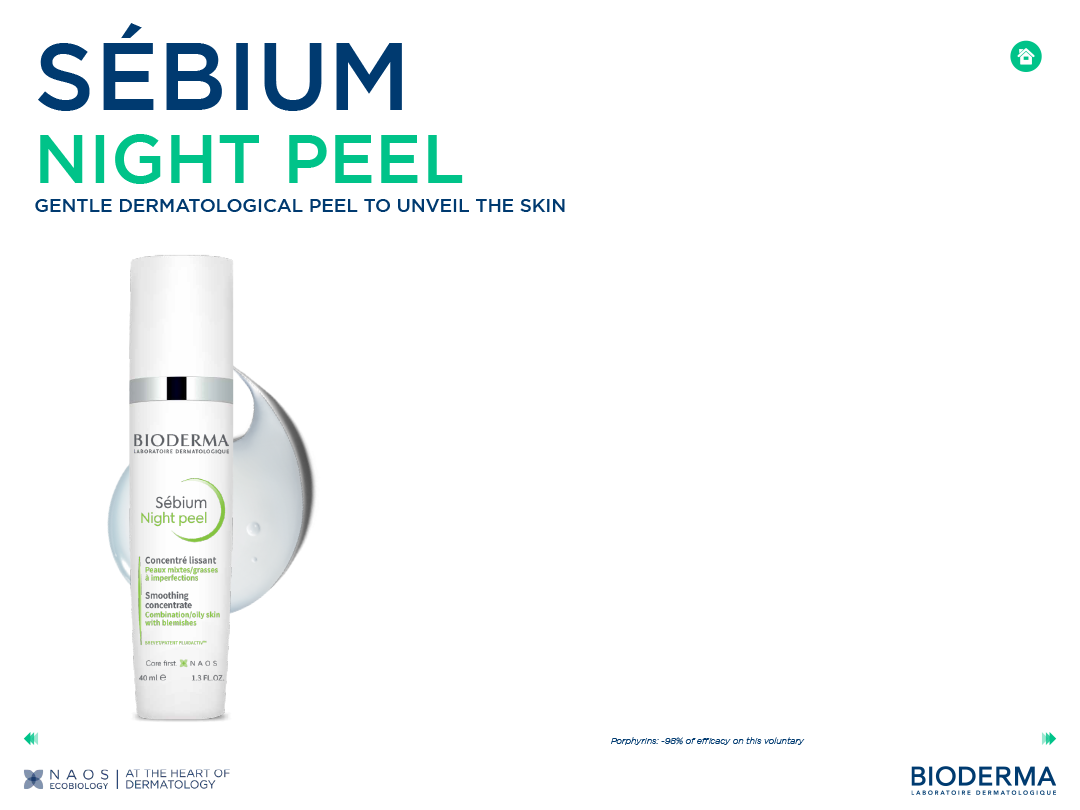 SÉBIUM
NIGHT PEEL
GENTLE DERMATOLOGICAL PEEL TO UNVEIL THE SKIN
BIODERMA
LABORATOIRE DERMATOLOGIQUE
Sébium
Night peel
Concentré lissant
Peaux mixtes/grasses
à imperfections
Smoothing
concentrate
Combination/oily skin
with blemishes
Care first. NAOS
40 ml ℮ 1.3 FL.OZ.
Porphyrins: -98% of efficacy on this voluntary
NAOS
ECOBIOLOGY
AT THE HEART OF
DERMATOLOGY
BIODERMA
LABORATOIRE DERMATOLOGIQUE